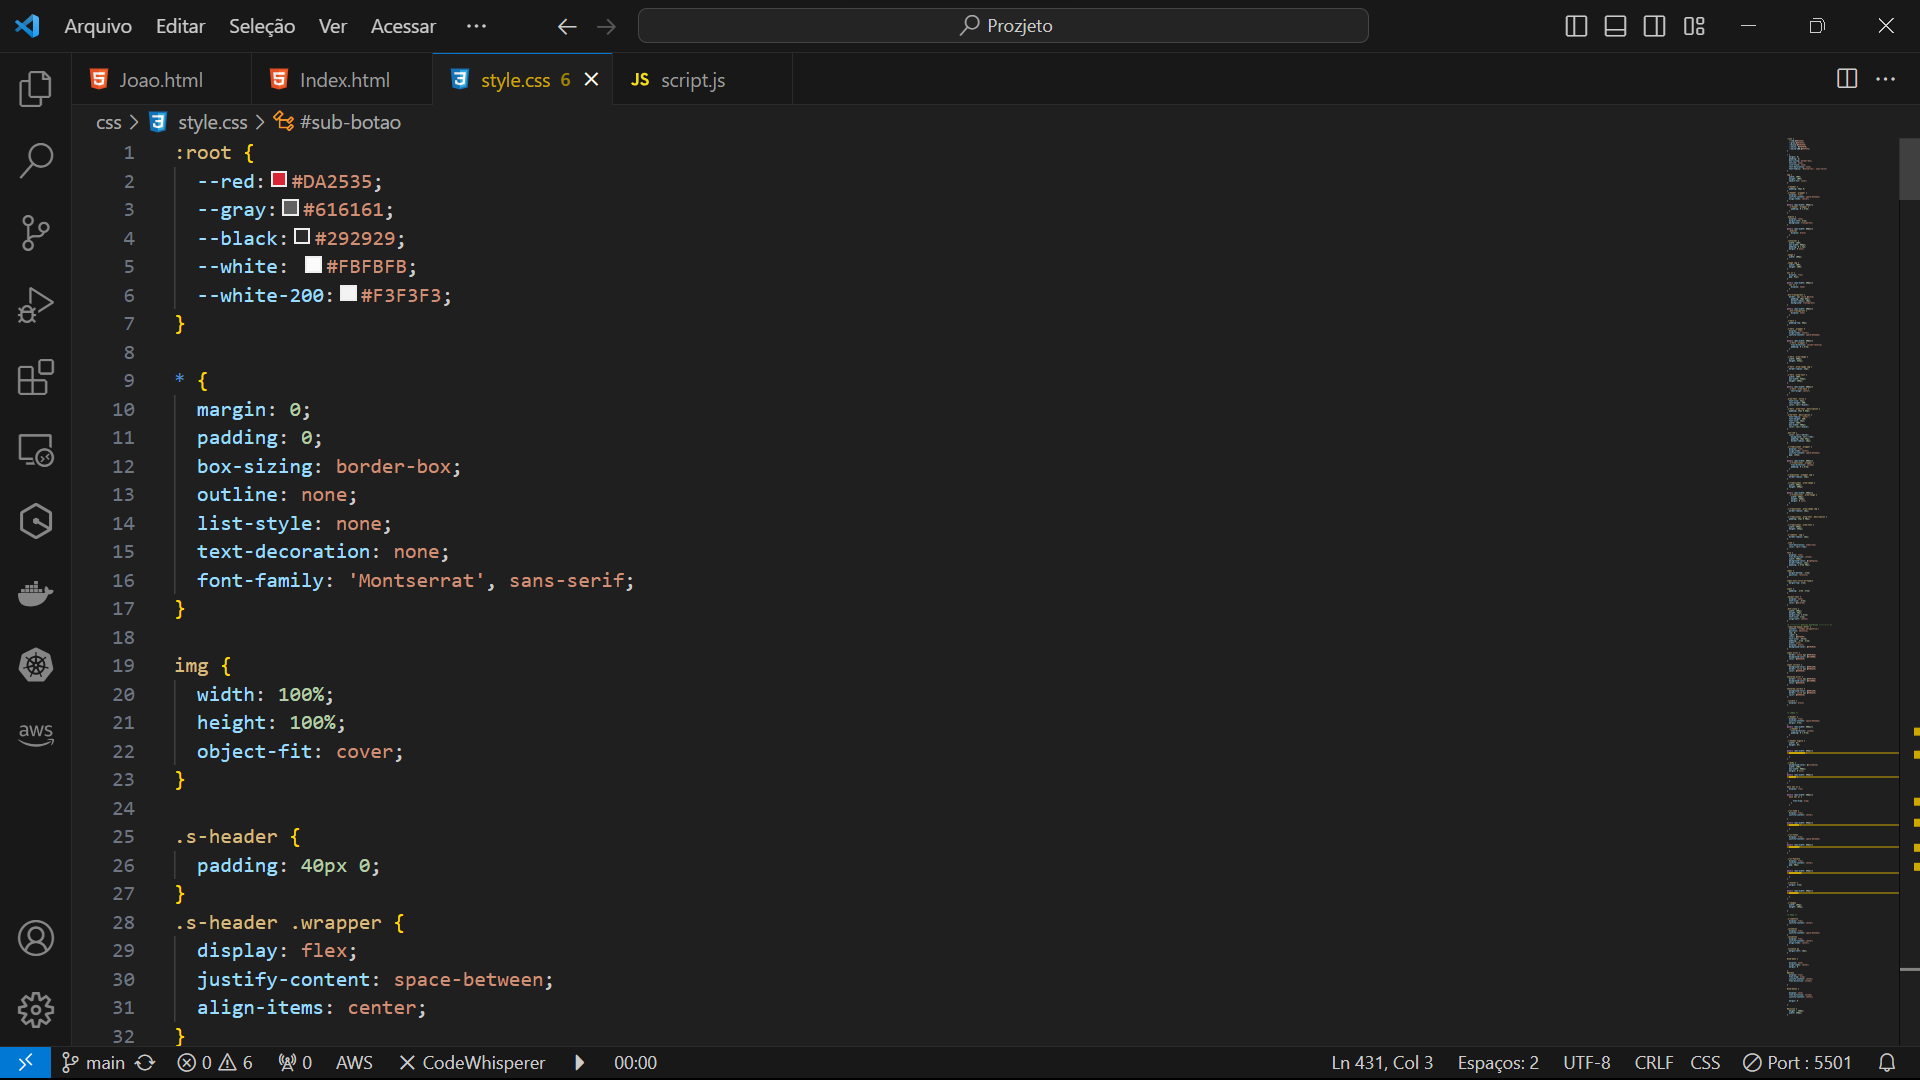 Arquivo Editar Seleção Ver Acessar ··· Prozjeto
Joao.html Index.html style.css 6 JS script.js
css > style.css > #sub-botao
1 :root {
2 --red: #DA2535;
3 --gray: #616161;
4 --black: #292929;
5 --white: #FBFBFB;
6 --white-200: #F3F3F3;
7 }
8
9 * {
10 margin: 0;
11 padding: 0;
12 box-sizing: border-box;
13 outline: none;
14 list-style: none;
15 text-decoration: none;
16 font-family: 'Montserrat', sans-serif;
17 }
18
19 img {
20 width: 100%;
21 height: 100%;
22 object-fit: cover;
23 }
24
25 .s-header {
26 padding: 40px 0;
27 }
28 .s-header .wrapper {
29 display: flex;
30 justify-content: space-between;
31 align-items: center;
32 }
aws
main 0 6 0 AWS CodeWhisperer 00:00 Ln 431, Col 3 Espaços: 2 UTF-8 CRLF CSS Port : 5501